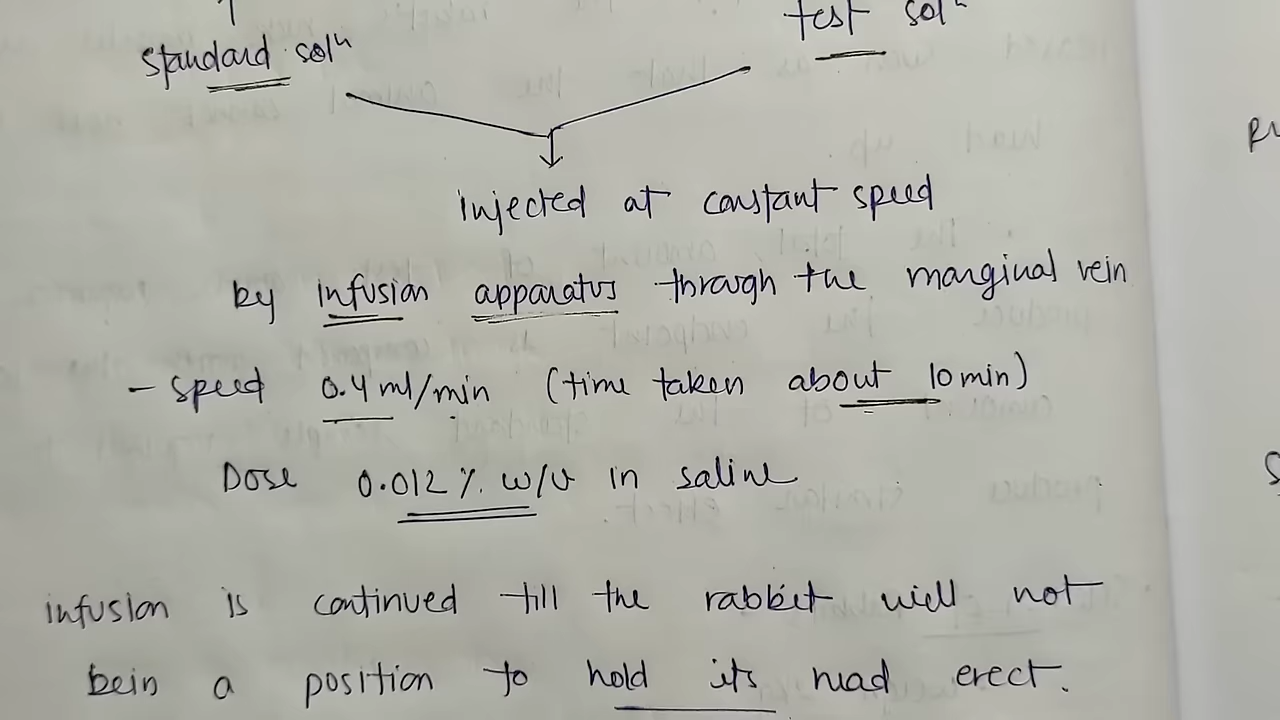 standard solⁿ
test solⁿ
injected at constant speed
by infusion apparatus through the marginal vein
- speed 0.4 ml/min (time taken about 10 min)
Dose 0.012 % w/v in saline
infusion is continued till the rabbit will not
bein a position to hold its head erect.